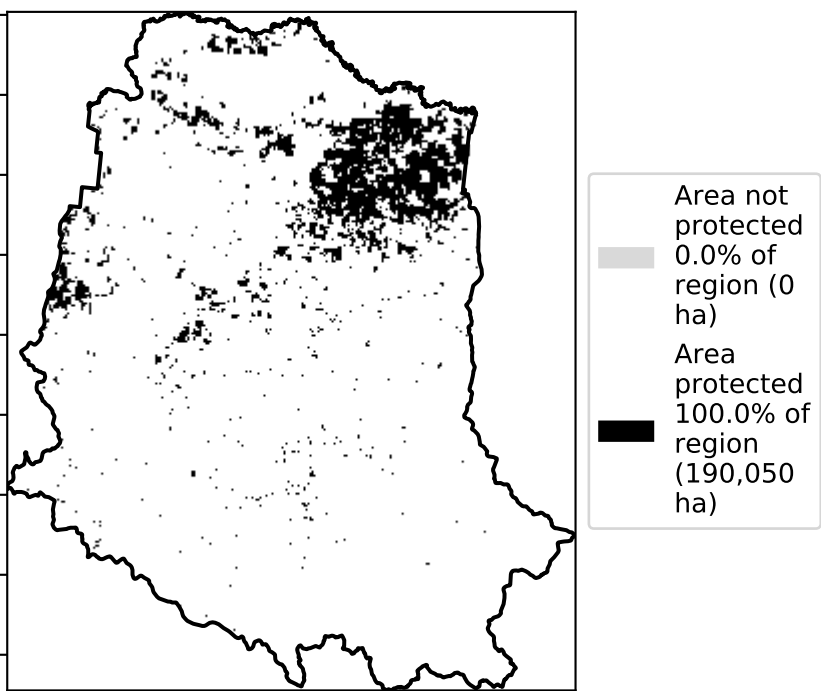 Area not
protected
0.0% of
region (0
ha)
Area
protected
100.0% of
region
(190,050
ha)